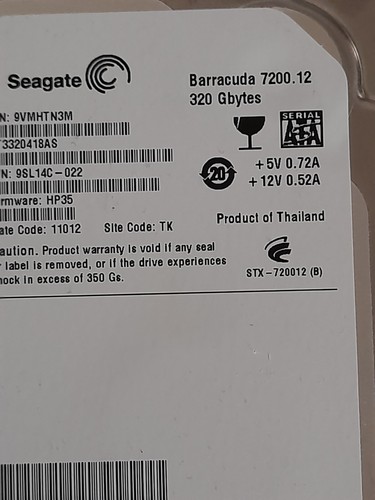 Seagate
Barracuda 7200.12
320 Gbytes
N: 9VMHTN3M
T3320418AS
SERIAL
ATA
N: 9SL14C-022
+5V 0.72A
20
+12V 0.52A
rmware: HP35
ate Code: 11012 Site Code: TK
Product of Thailand
aution. Product warranty is void if any seal
r label is removed, or if the drive experiences
hock in excess of 350 Gs.
STX-720012 (B)